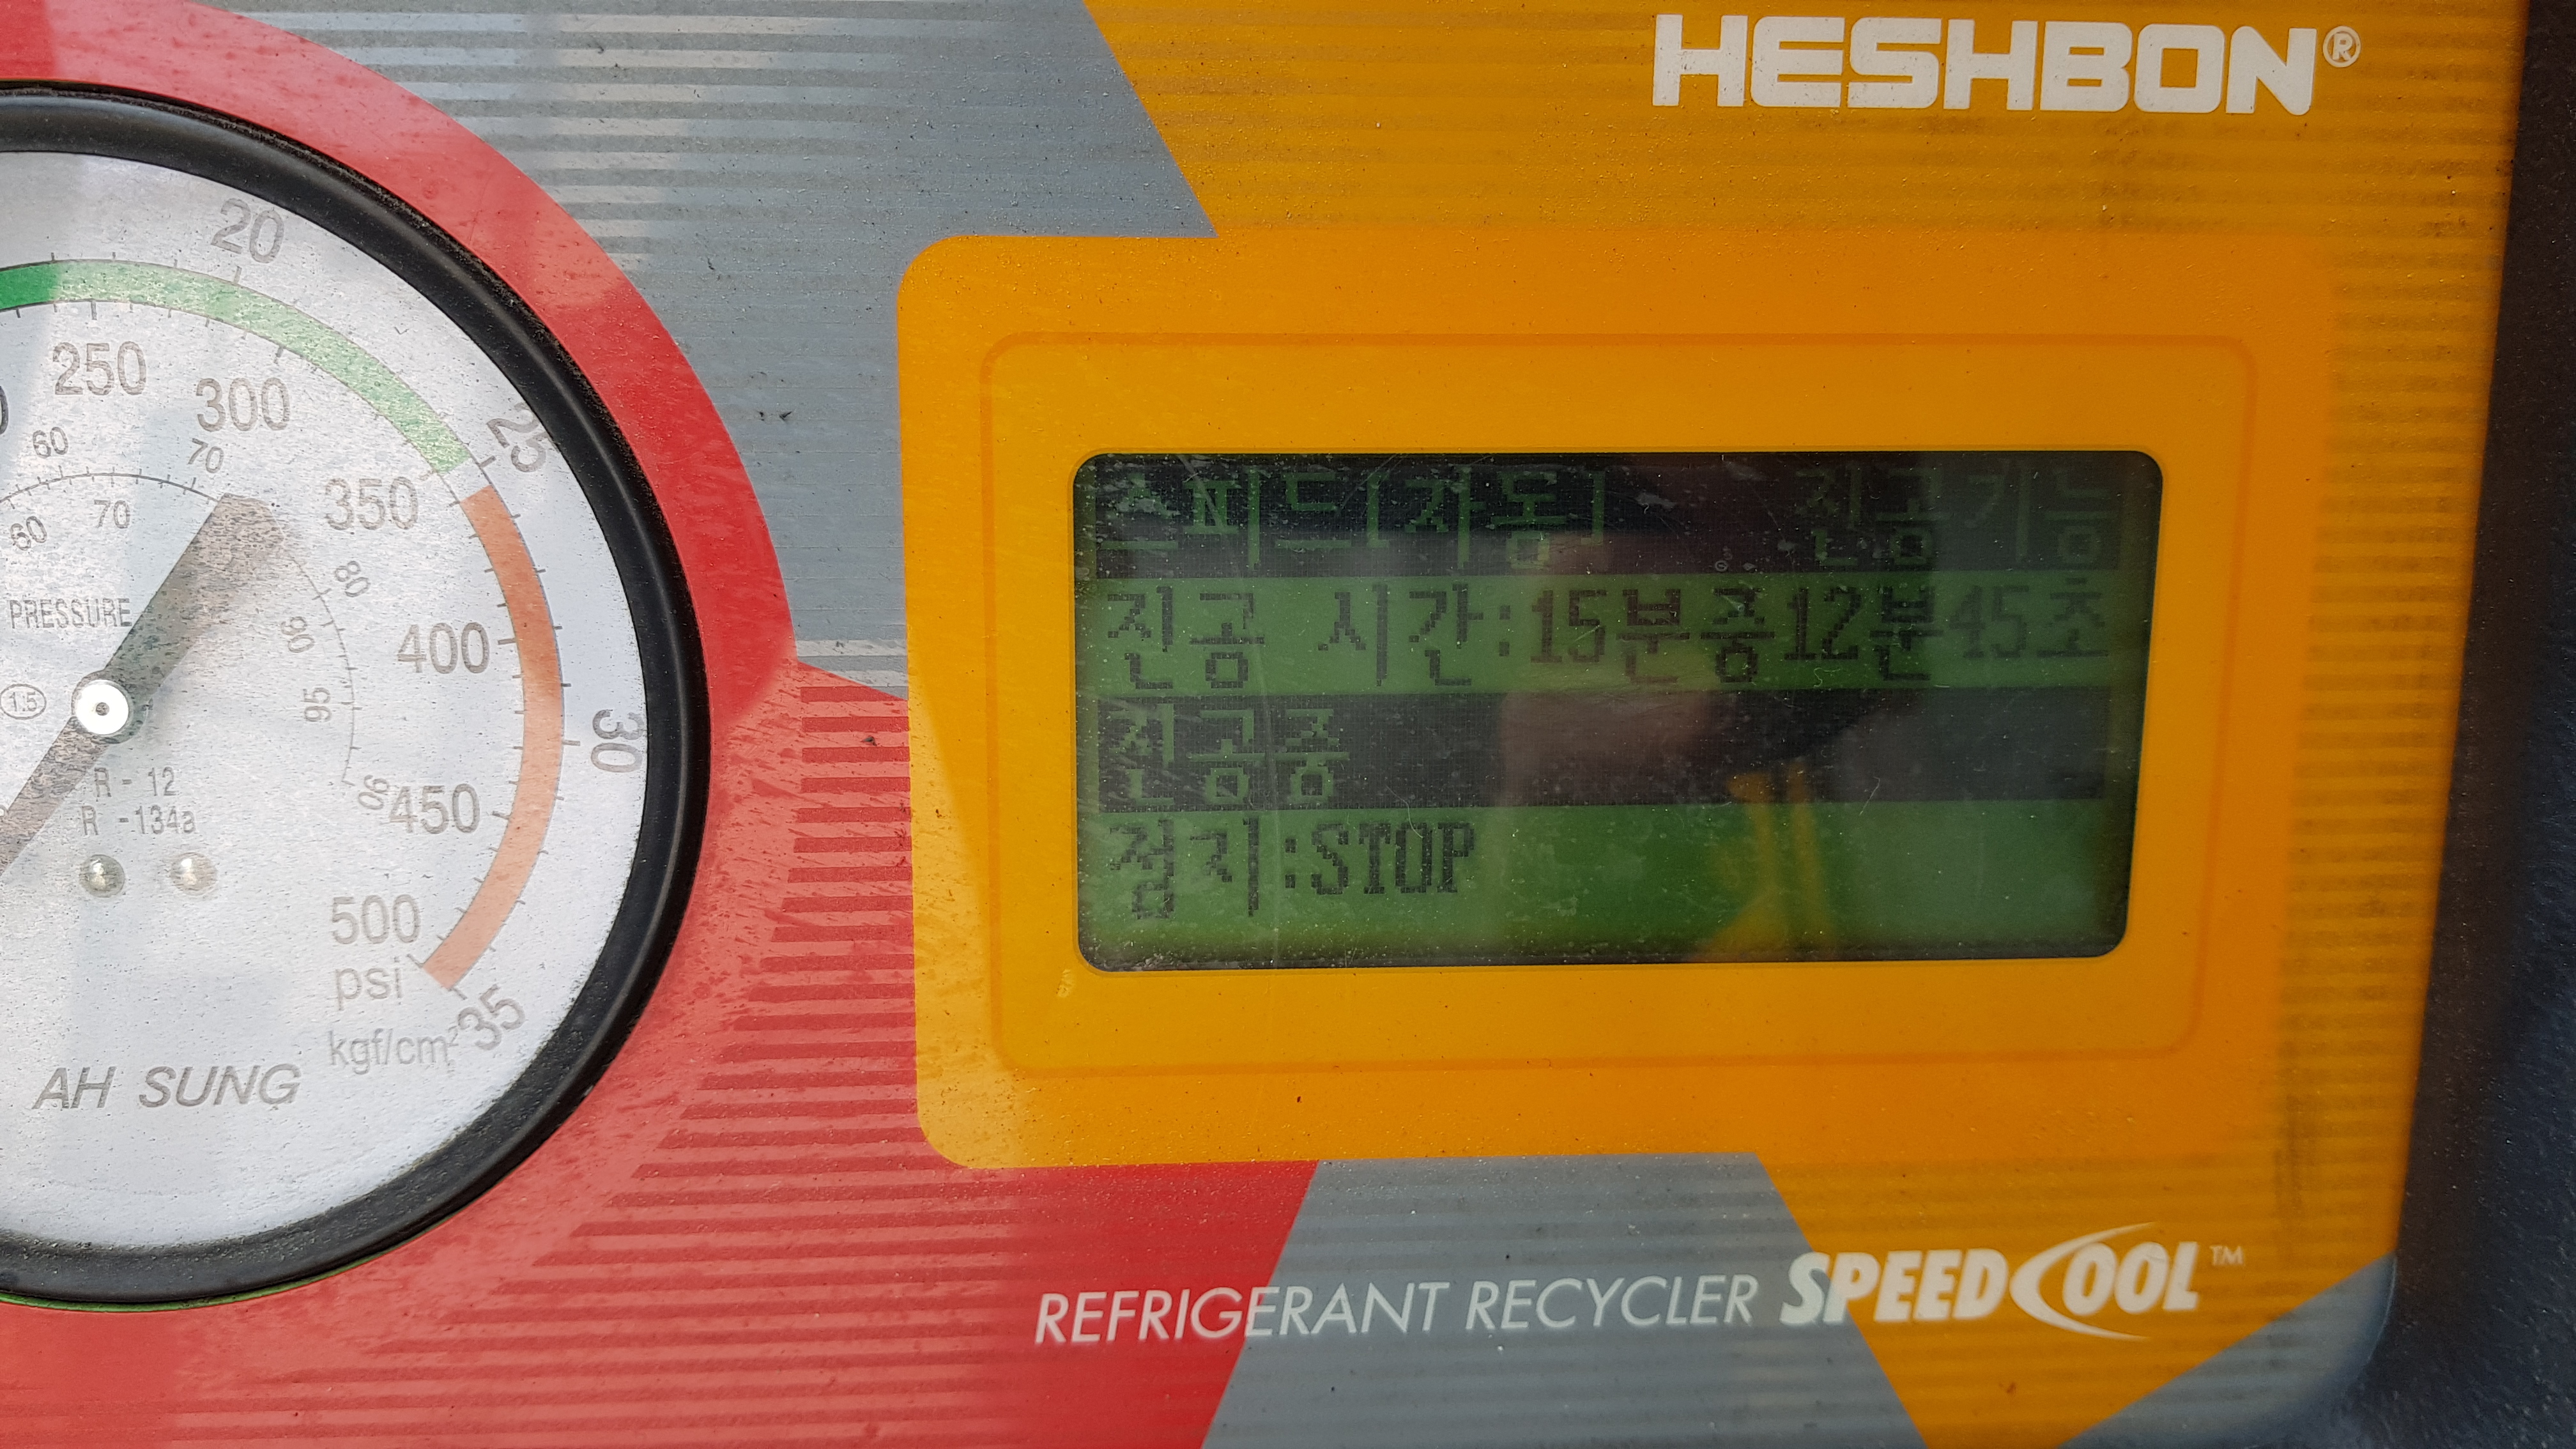 HESHBON®
20
250
300
25
60
70
350
60
70
80
PRESSURE
90
400
1.5
95
30
R - 12
R - 134a
90
450
500
psi
35
kgf/cm²
AH SUNG
스피드[자동] 진공기능
진공 시간:15분중12분45초
진공중
정지:STOP
REFRIGERANT RECYCLER SPEEDCOOL™